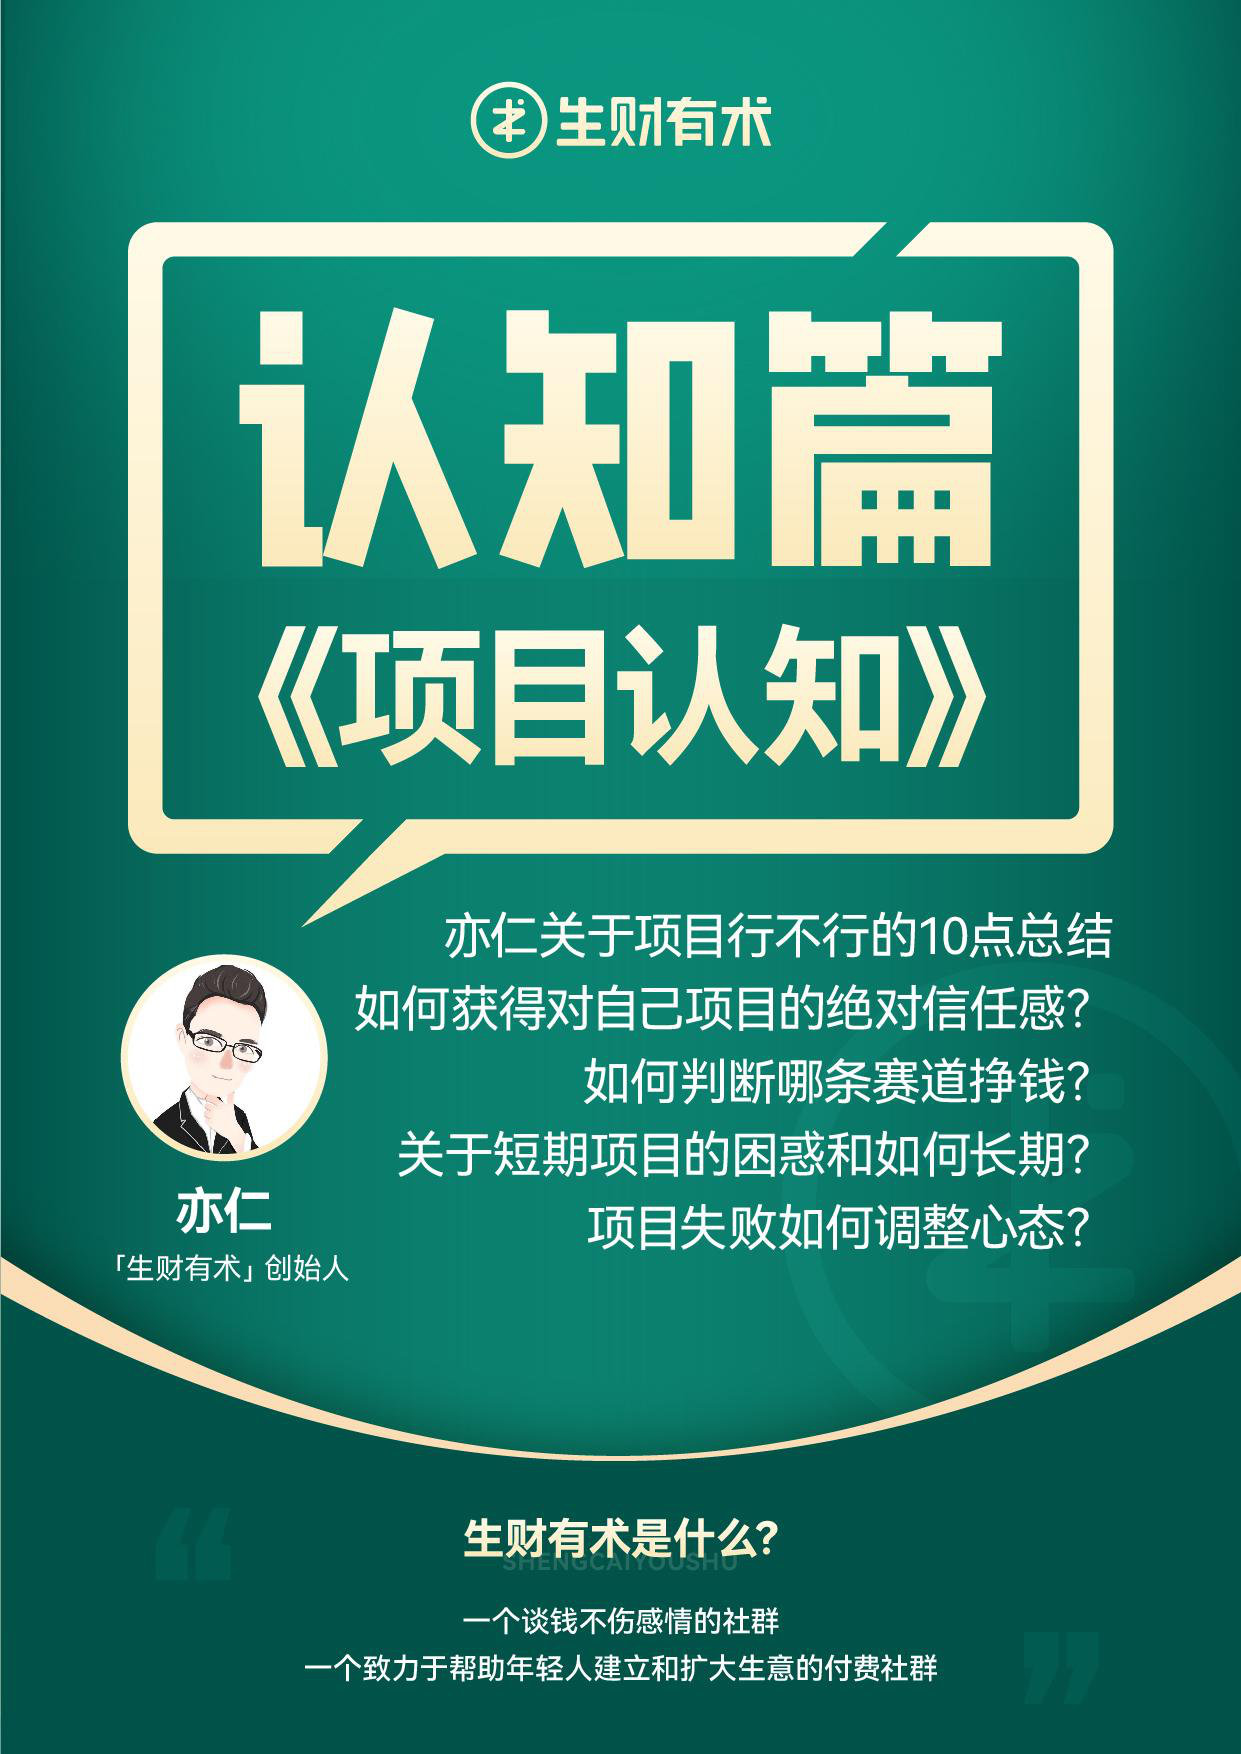 生财有术
认知篇
《项目认知》
亦仁关于项目行不行的10点总结
如何获得对自己项目的绝对信任感?
如何判断哪条赛道挣钱?
关于短期项目的困惑和如何长期?
项目失败如何调整心态?
亦仁
「生财有术」创始人
生财有术是什么?
SHENGCAIYOUSHU
一个谈钱不伤感情的社群
一个致力于帮助年轻人建立和扩大生意的付费社群